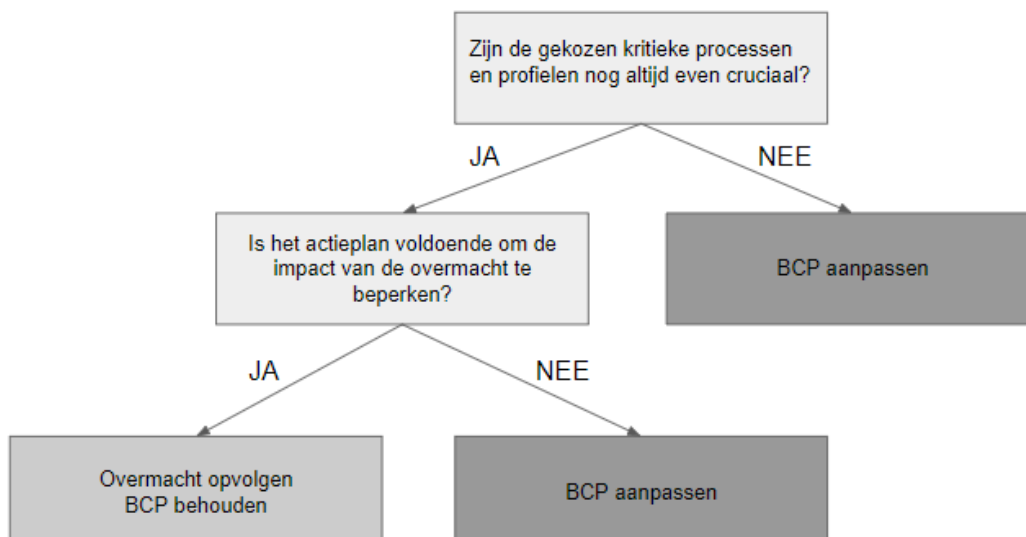 Zijn de gekozen kritieke processen
en profielen nog altijd even cruciaal?
JA
NEE
Is het actieplan voldoende om de
impact van de overmacht te
beperken?
BCP aanpassen
JA
NEE
Overmacht opvolgen
BCP behouden
BCP aanpassen